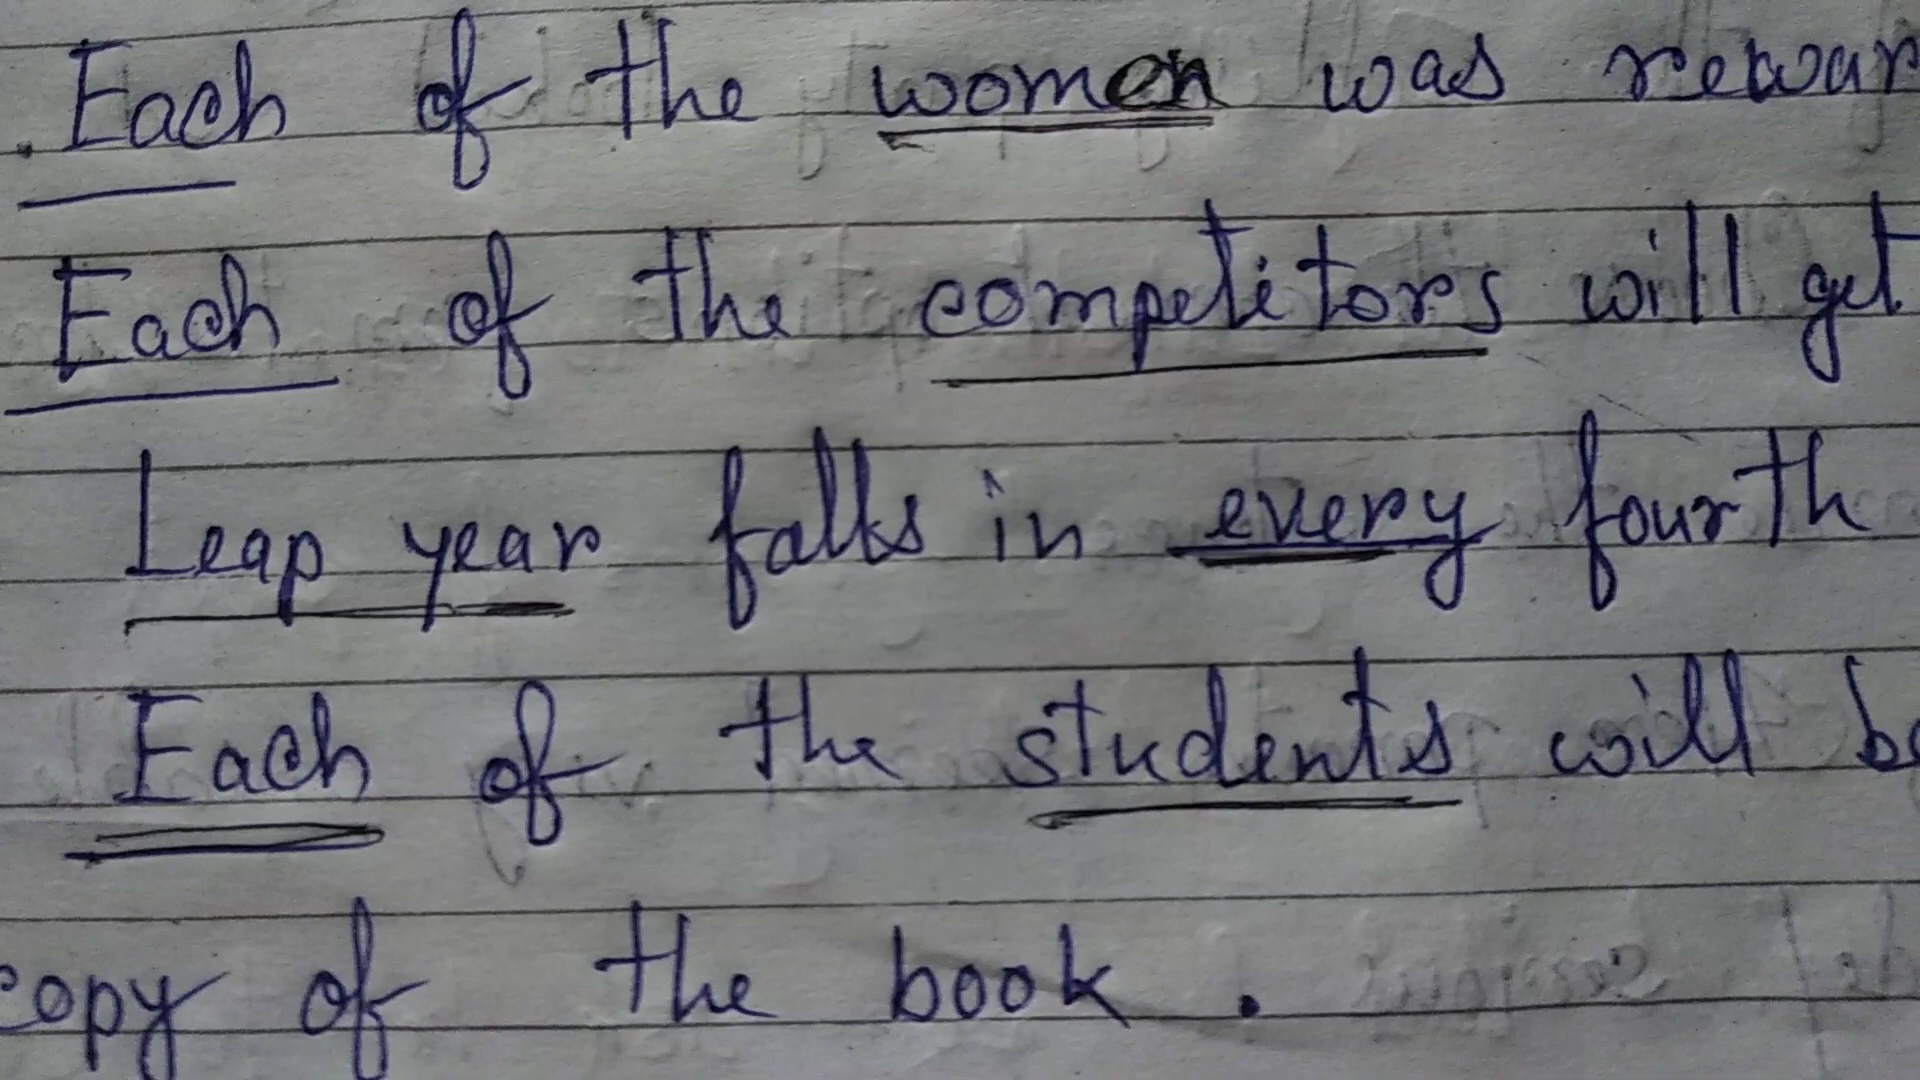 Each of the women was rewar
Each of the competitors will get
Leap year falls in every fourth
Each of the students will be
copy of the book .